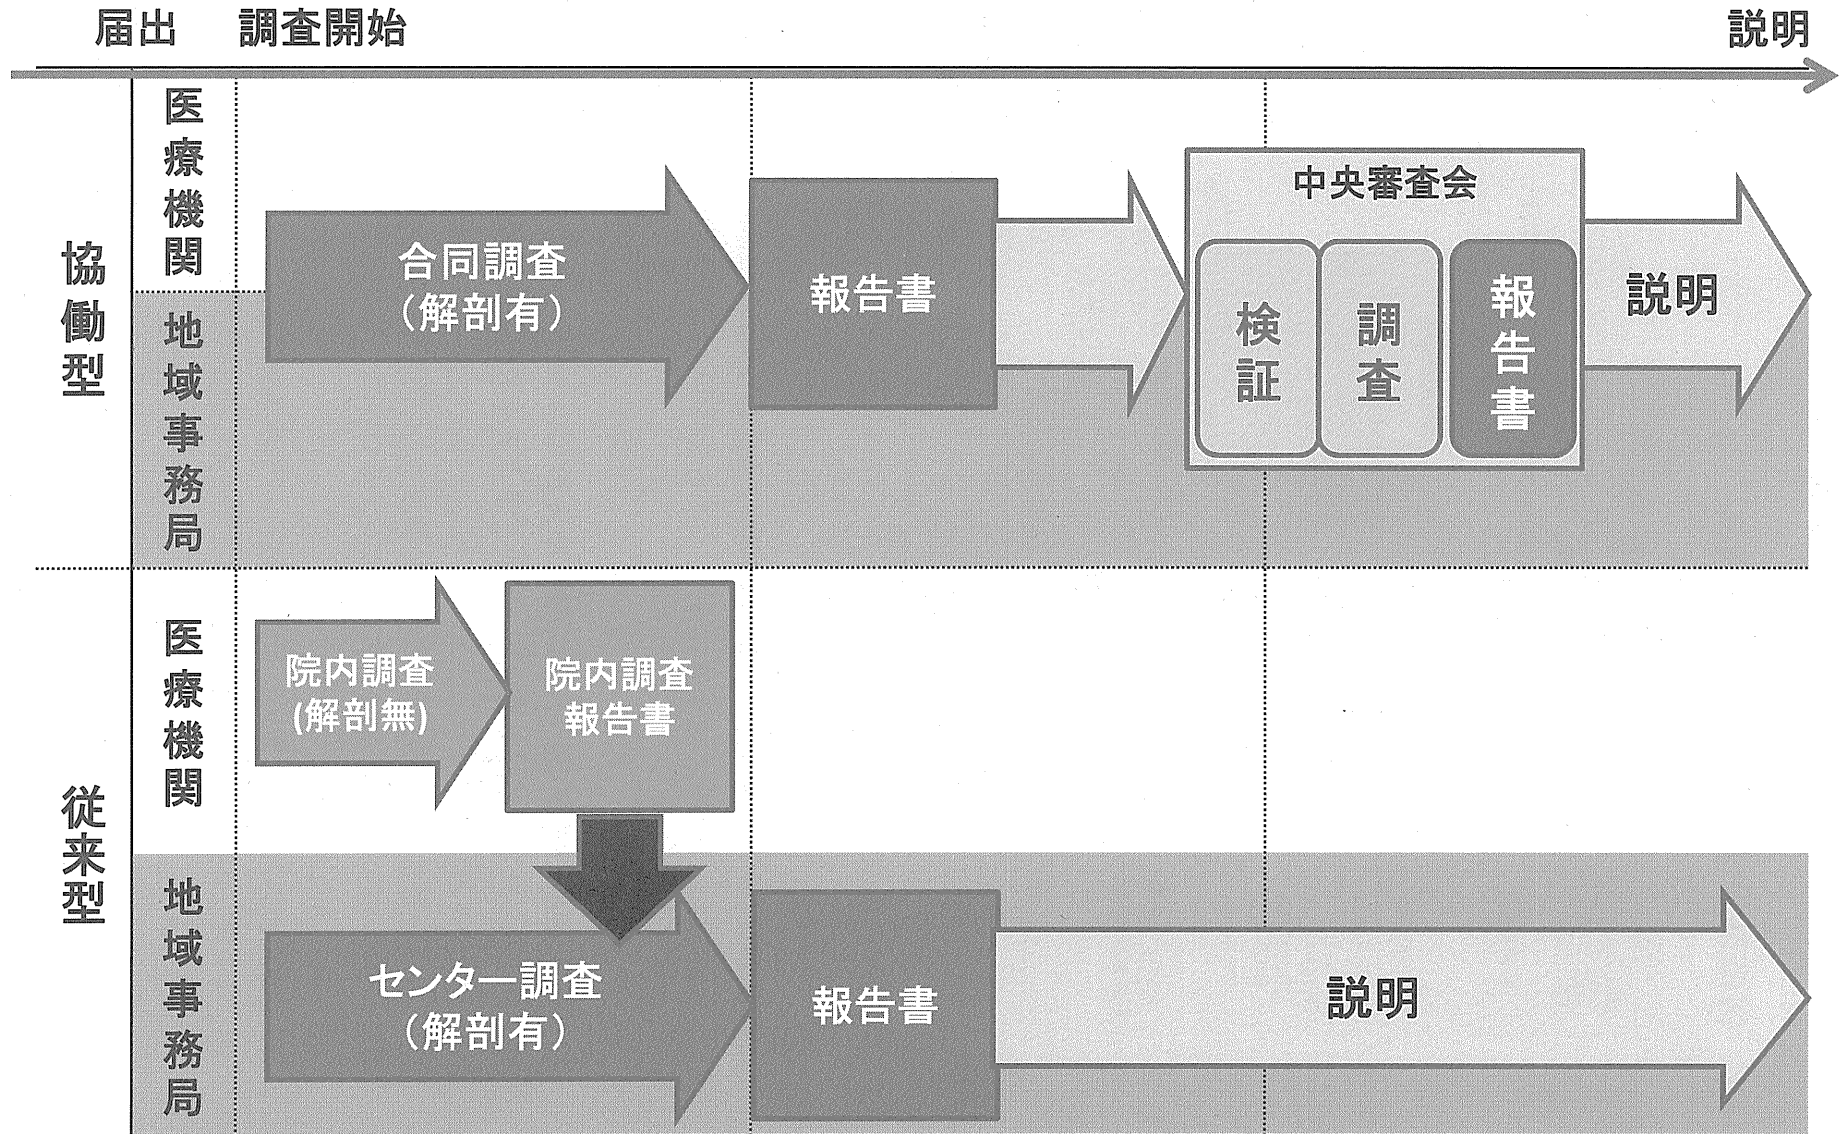 届出 調査開始 説明
協働型
医療機関
地域事務局
合同調査
（解剖有）
報告書
中央審査会
検証
調査
報告書
説明
従来型
医療機関
地域事務局
院内調査
(解剖無)
院内調査
報告書
センター調査
（解剖有）
報告書
説明